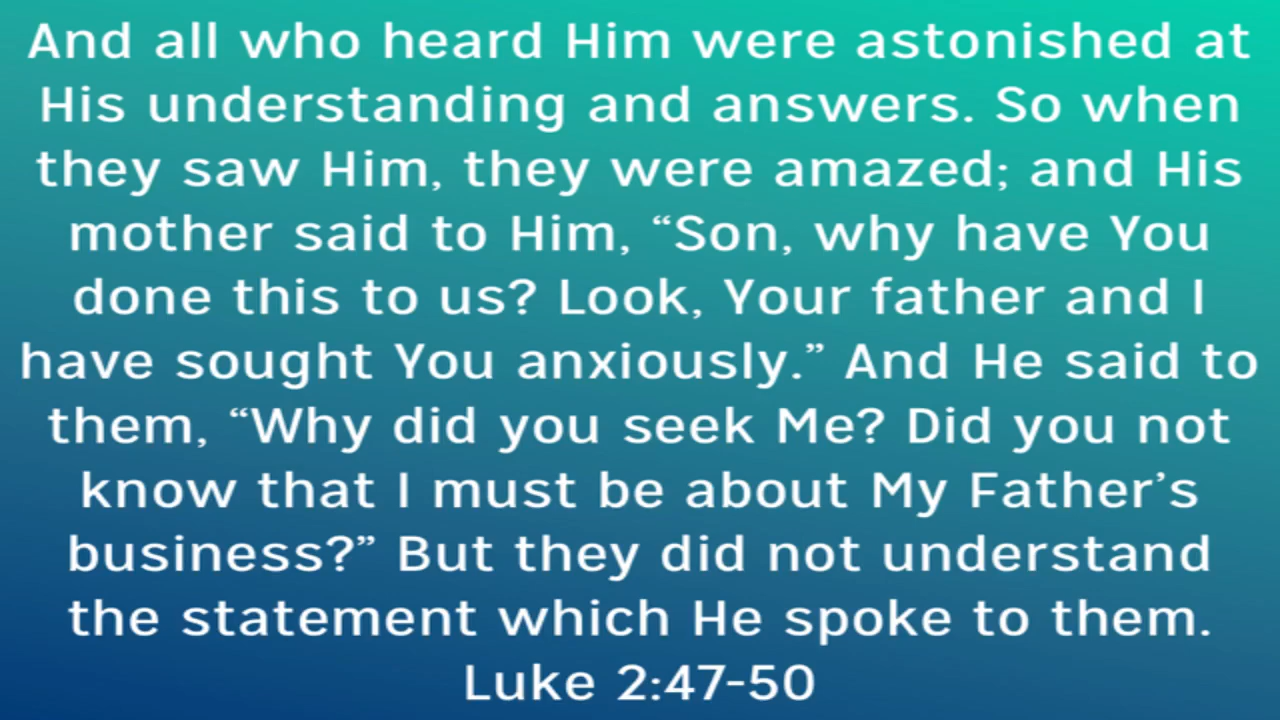 And all who heard Him were astonished at
His understanding and answers. So when
they saw Him, they were amazed; and His
mother said to Him, “Son, why have You
done this to us? Look, Your father and I
have sought You anxiously.” And He said to
them, “Why did you seek Me? Did you not
know that I must be about My Father’s
business?” But they did not understand
the statement which He spoke to them.
Luke 2:47-50